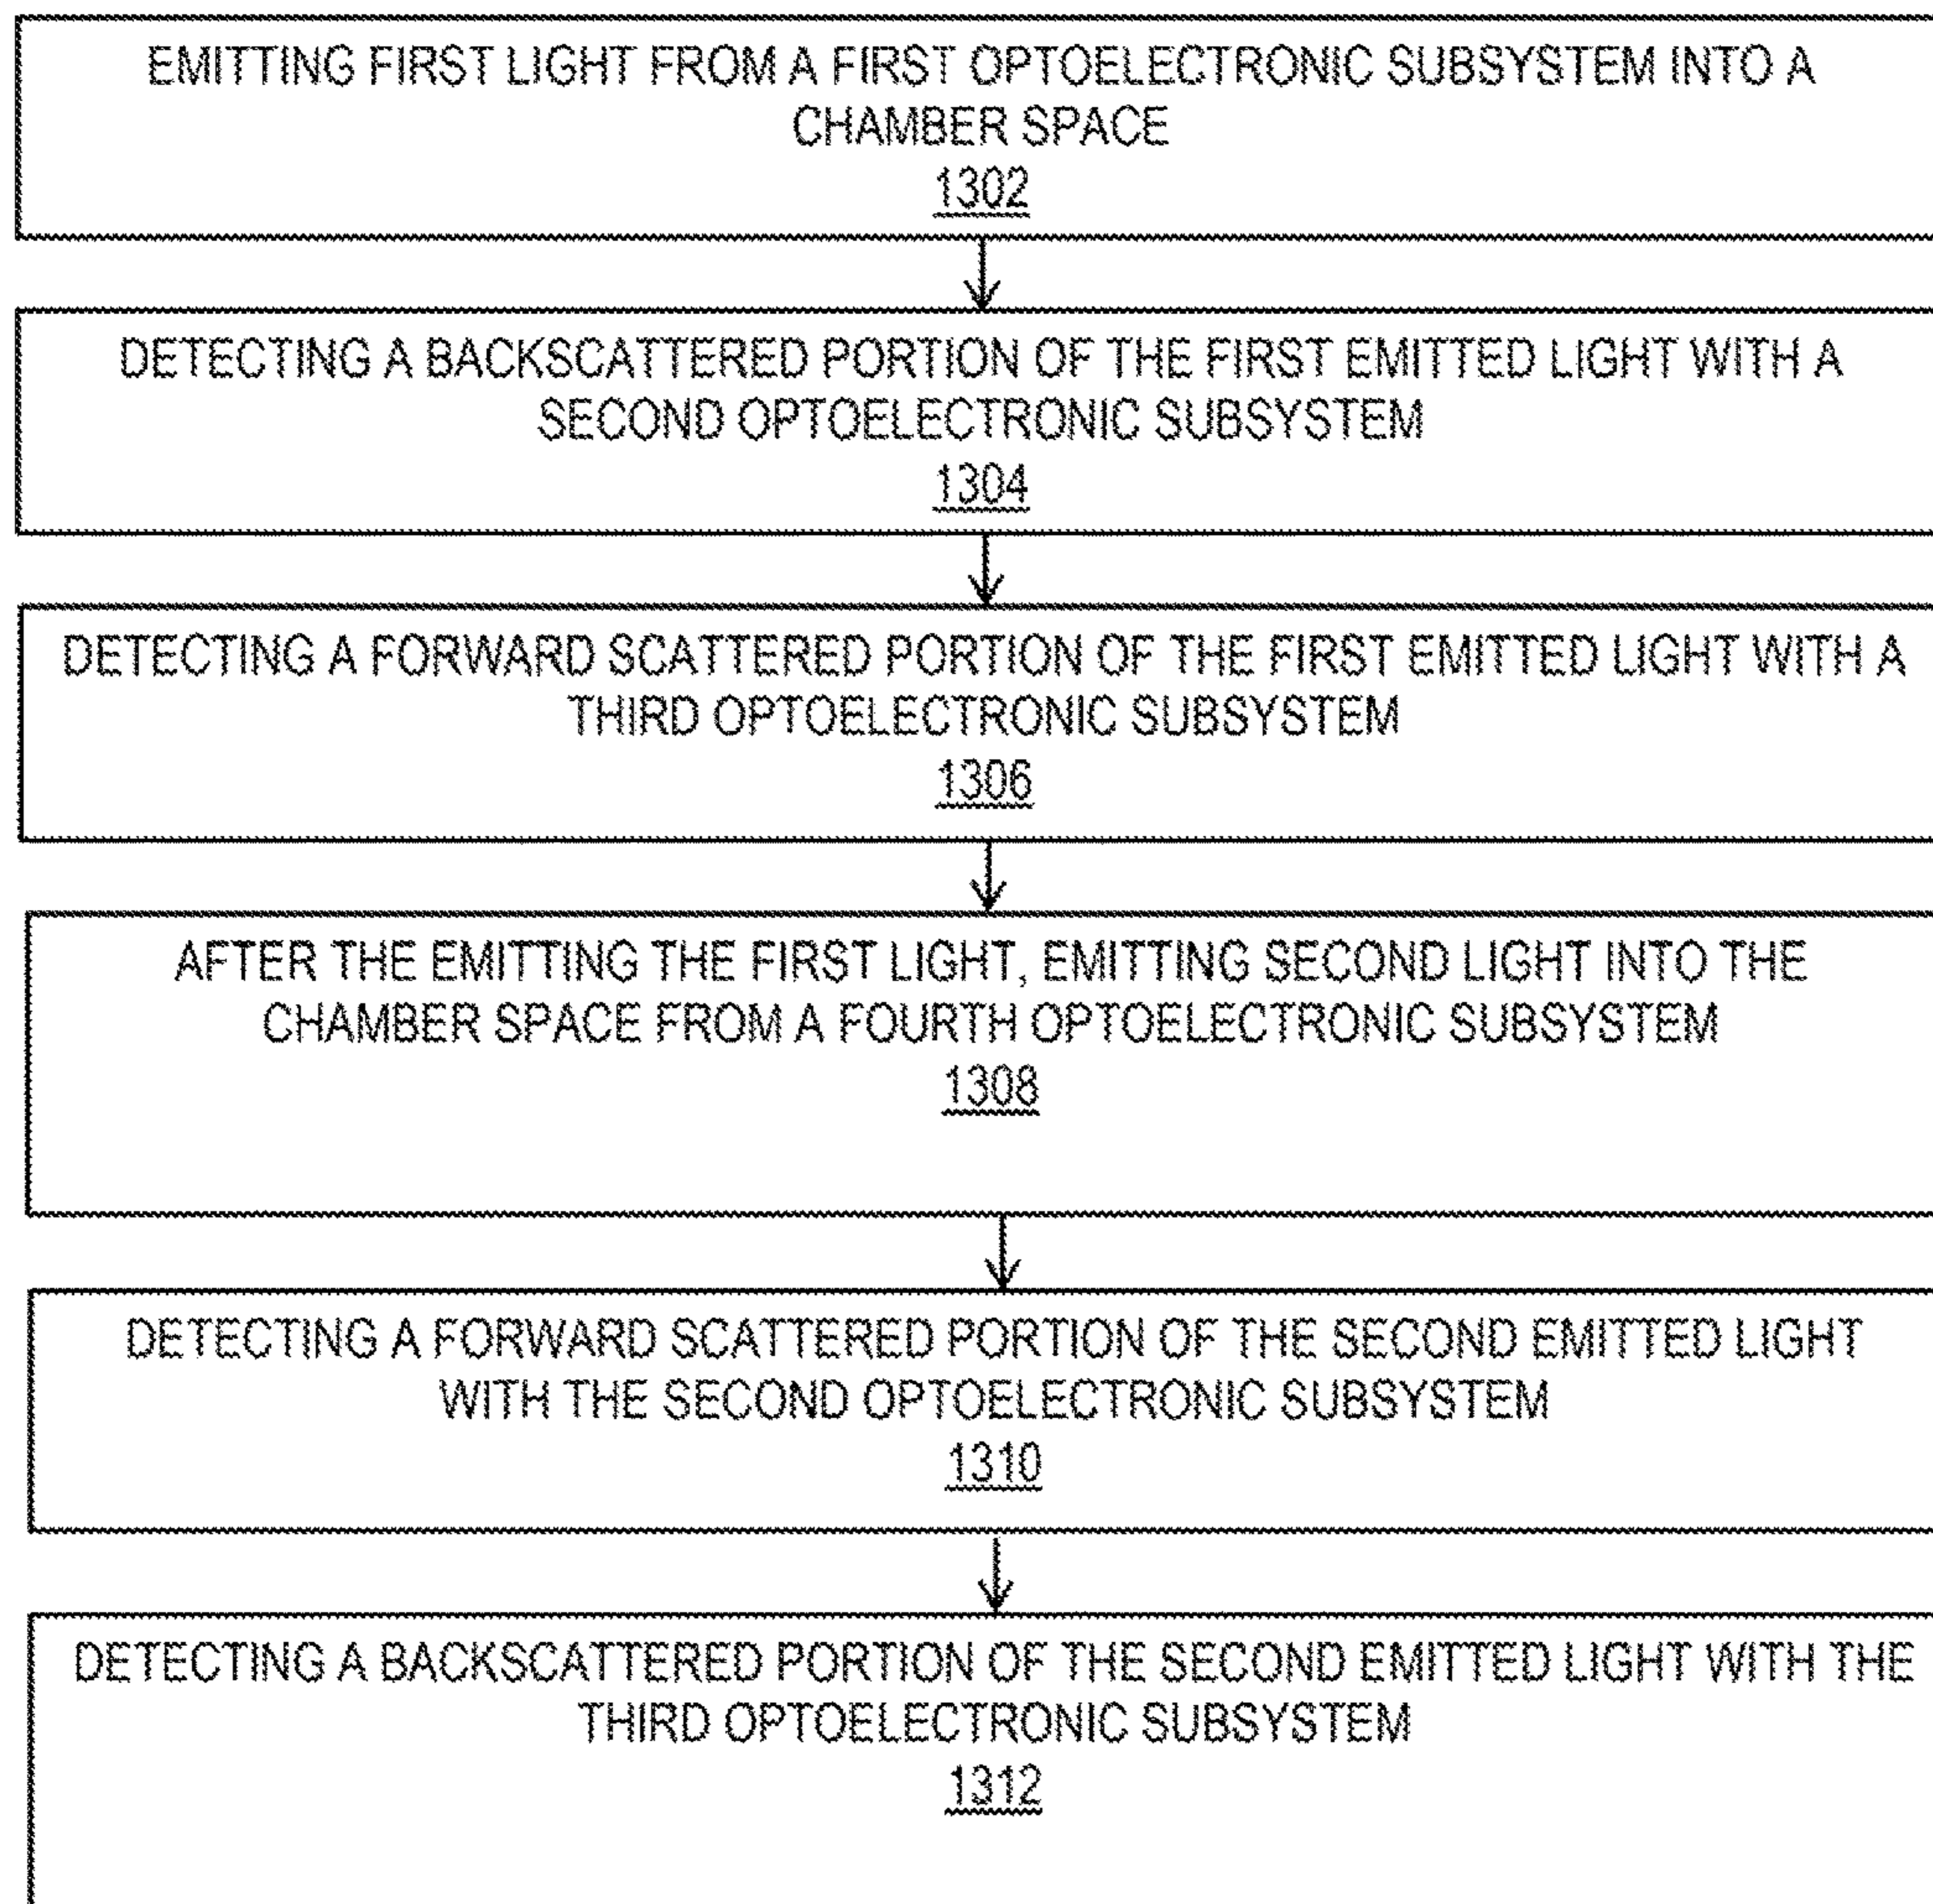 EMITTING FIRST LIGHT FROM A FIRST OPTOELECTRONIC SUBSYSTEM INTO A
CHAMBER SPACE
1302
DETECTING A BACKSCATTERED PORTION OF THE FIRST EMITTED LIGHT WITH A
SECOND OPTOELECTRONIC SUBSYSTEM
1304
DETECTING A FORWARD SCATTERED PORTION OF THE FIRST EMITTED LIGHT WITH A
THIRD OPTOELECTRONIC SUBSYSTEM
1306
AFTER THE EMITTING THE FIRST LIGHT, EMITTING SECOND LIGHT INTO THE
CHAMBER SPACE FROM A FOURTH OPTOELECTRONIC SUBSYSTEM
1308
DETECTING A FORWARD SCATTERED PORTION OF THE SECOND EMITTED LIGHT
WITH THE SECOND OPTOELECTRONIC SUBSYSTEM
1310
DETECTING A BACKSCATTERED PORTION OF THE SECOND EMITTED LIGHT WITH THE
THIRD OPTOELECTRONIC SUBSYSTEM
1312